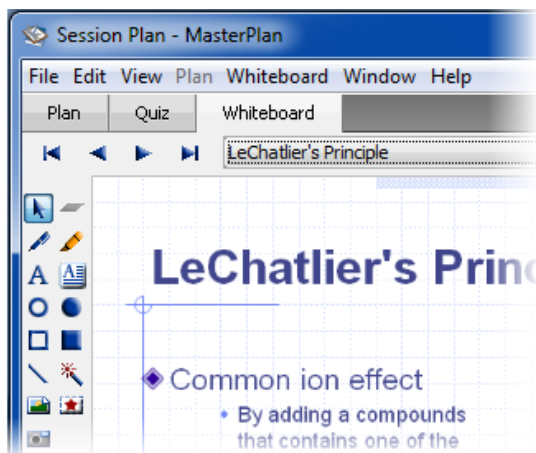 Session Plan - MasterPlan
File Edit View Plan Whiteboard Window Help
Plan Quiz Whiteboard
LeChatlier's Principle
A A
LeChatlier's Princ
Common ion effect
By adding a compounds
that contains one of the